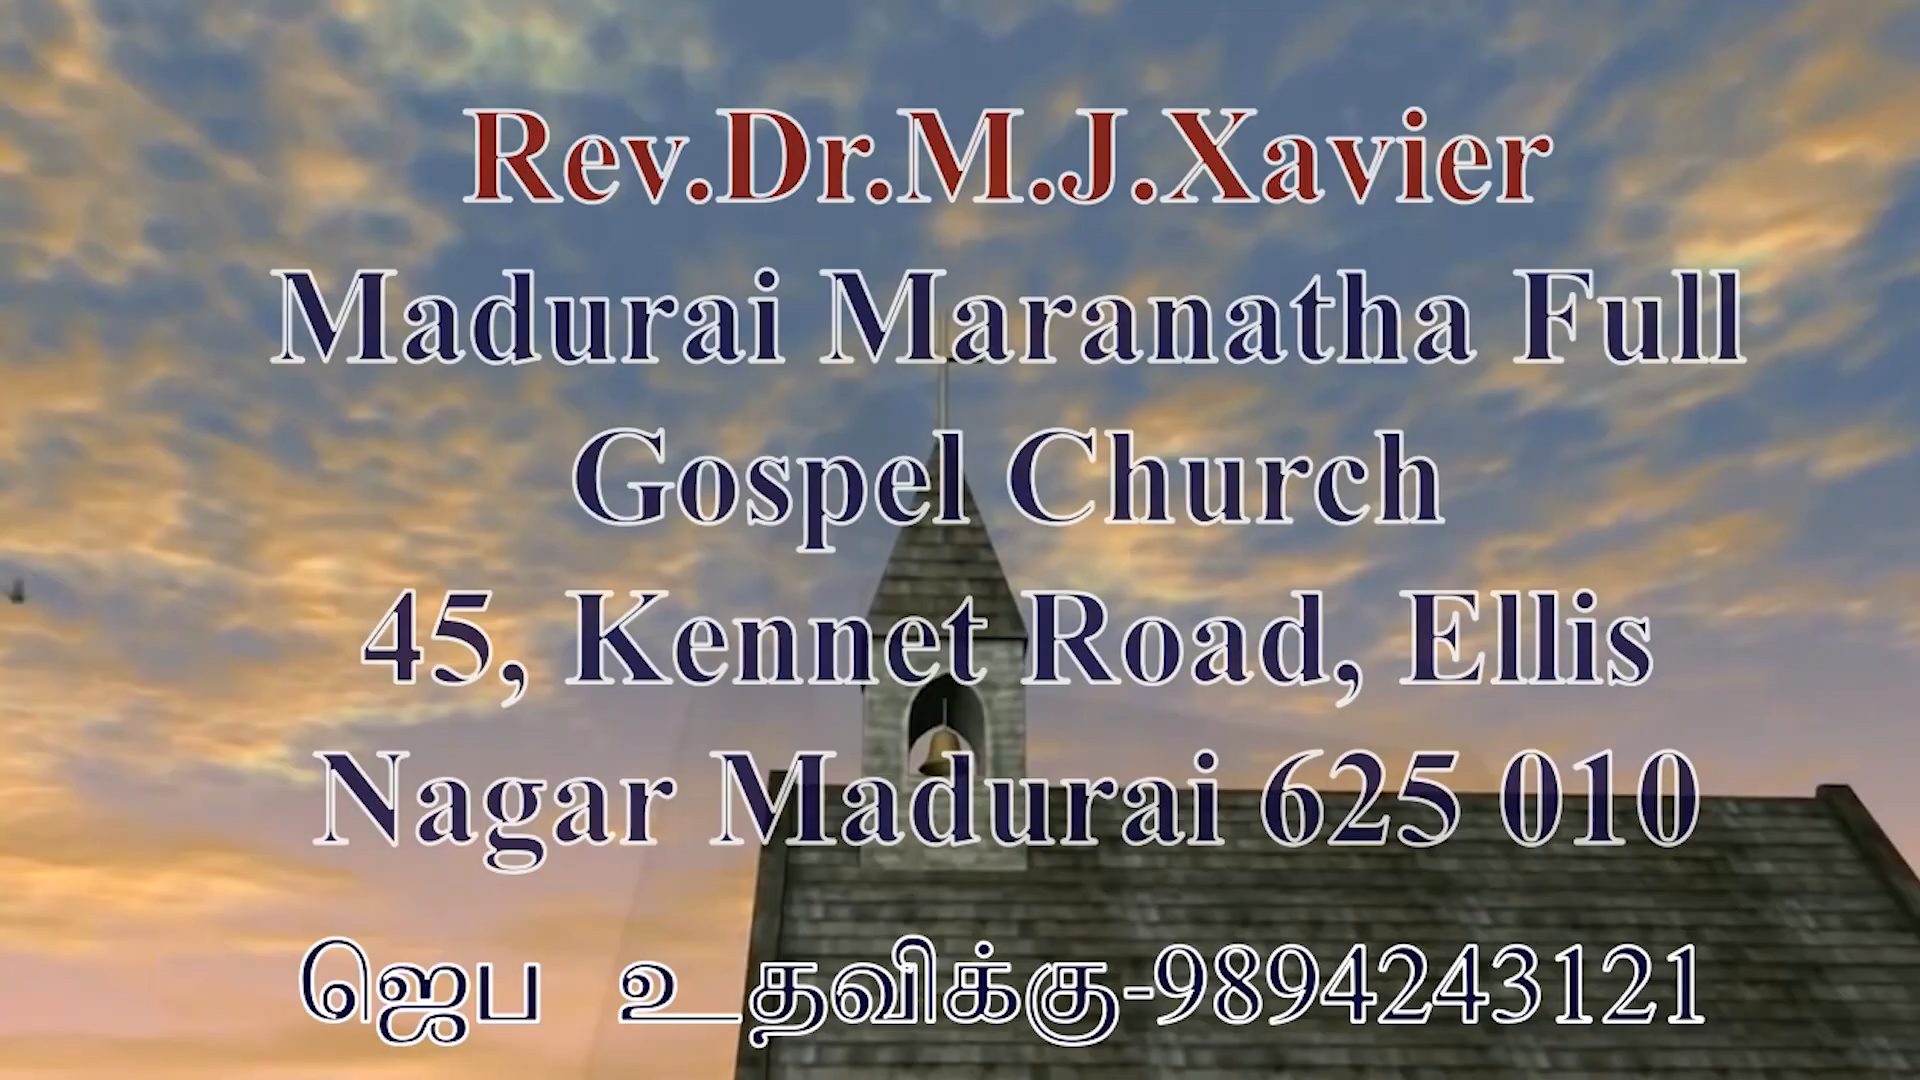 Rev.Dr.M.J.Xavier
Madurai Maranatha Full
Gospel Church
45, Kennet Road, Ellis
Nagar Madurai 625 010
ஜெப உதவிக்கு-9894243121